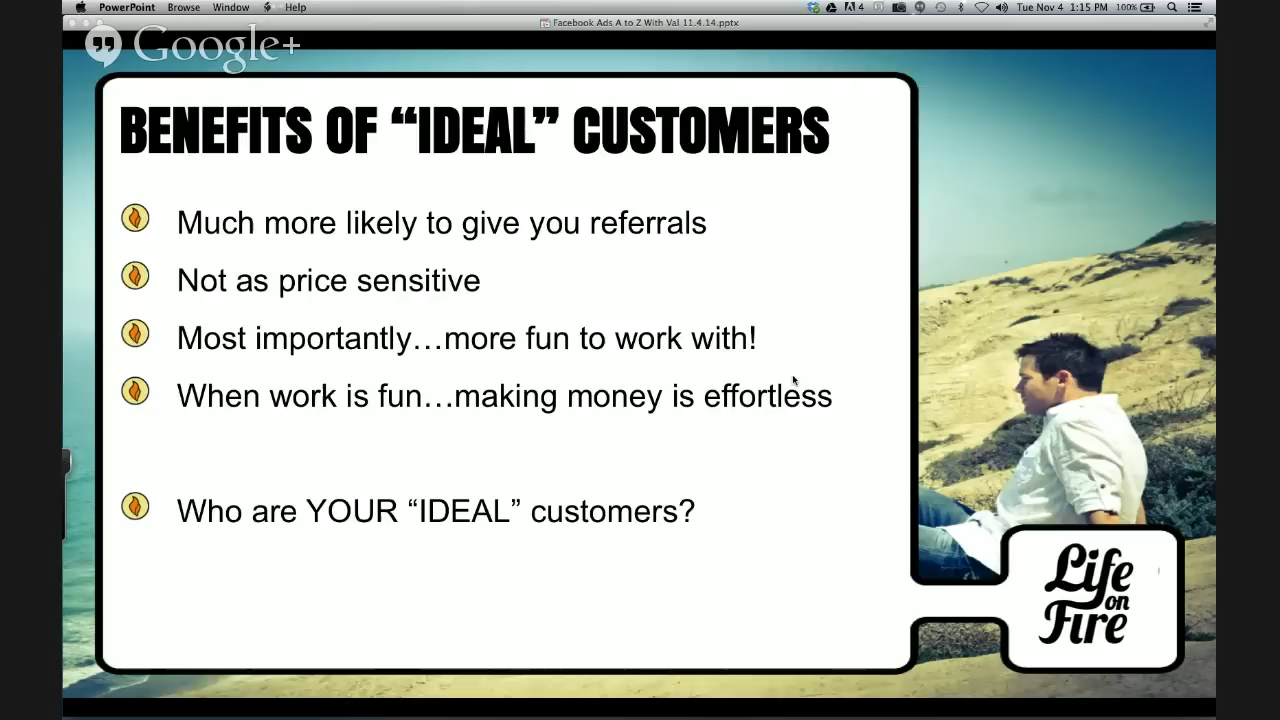 PowerPoint Browse Window Help
4 Tue Nov 4 1:15 PM 100%
Facebook Ads A to Z With Val 11.4.14.pptx
Google+
BENEFITS OF “IDEAL” CUSTOMERS
Much more likely to give you referrals
Not as price sensitive
Most importantly…more fun to work with!
When work is fun…making money is effortless
Who are YOUR “IDEAL” customers?
Life
on
Fire